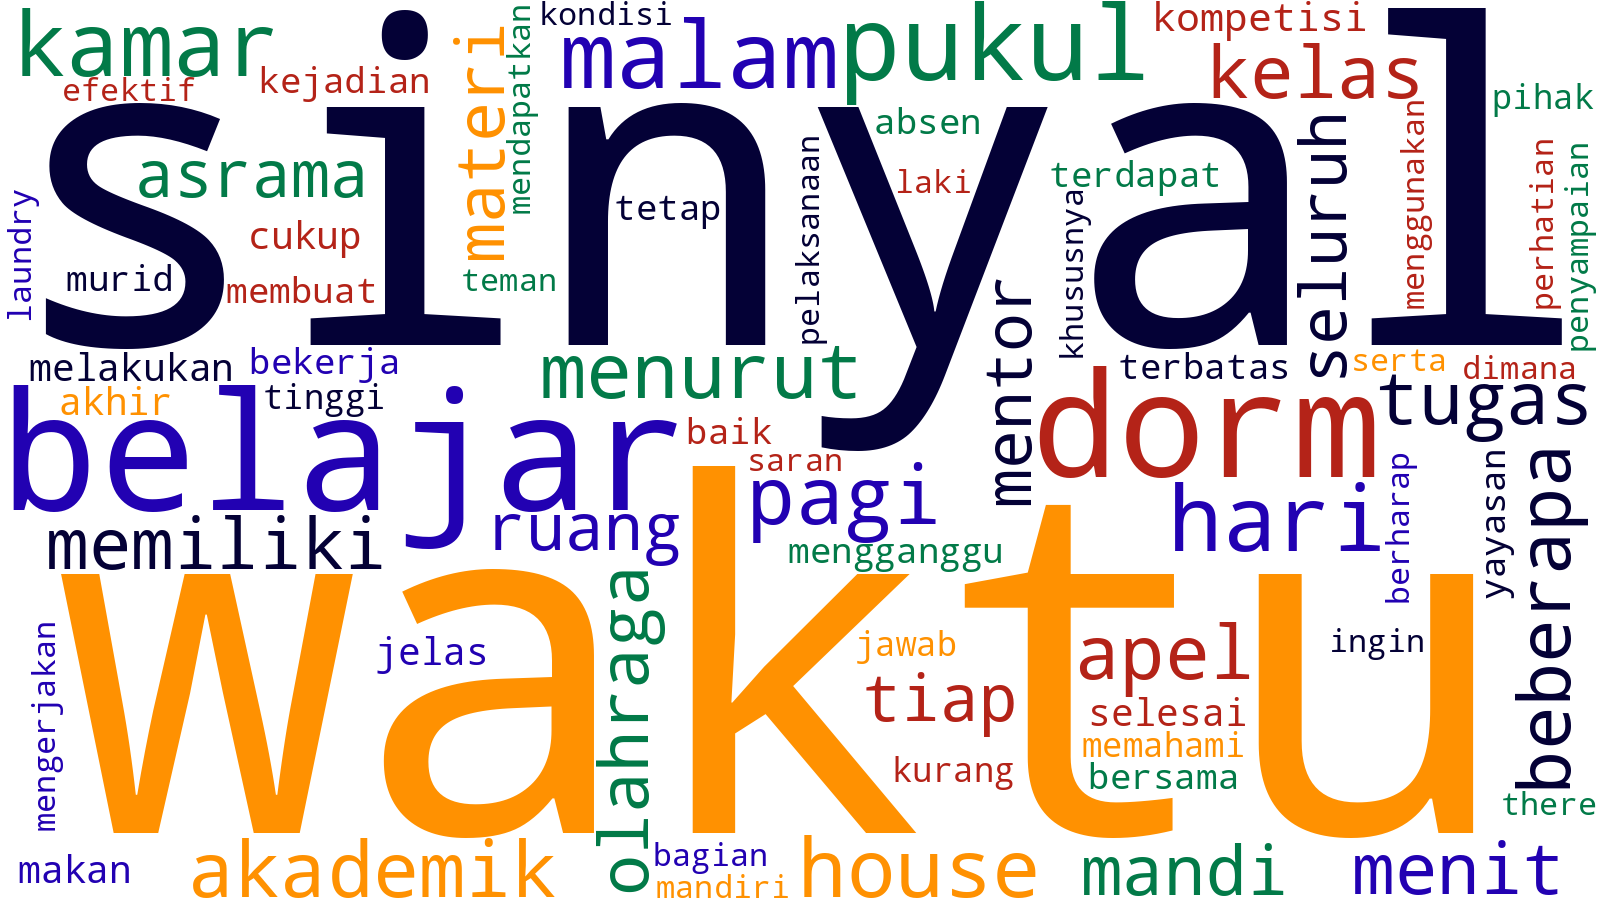 kamar
kondisi
malam
pukul
kompetisi
kelas
efektif
kejadian
materi
mendapatkan
pihak
sinyal
asrama
absen
laki
terdapat
seluruh
menggunakan
perhatian
penyampaian
laundry
cukup
tetap
pelaksanaan
khususnya
murid
membuat
teman
mentor
melakukan
bekerja
menurut
terbatas
serta
dimana
akhir
tinggi
belajar
baik
saran
dorm
tugas
memiliki
ruang
pagi
hari
berharap
yayasan
beberapa
mengganggu
waktu
olahraga
mengerjakan
jelas
jawab
apel
ingin
tiap
selesai
memahami
kurang
bersama
there
makan
akademik
bagian
mandiri
house
mandi
menit